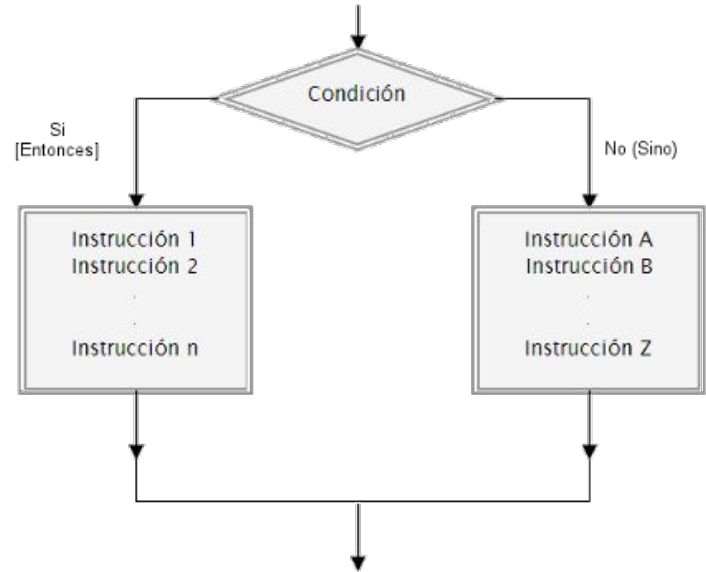 Condición
Si
[Entonces]
No (Sino)
Instrucción 1
Instrucción 2
.
.
Instrucción n
Instrucción A
Instrucción B
.
.
Instrucción Z